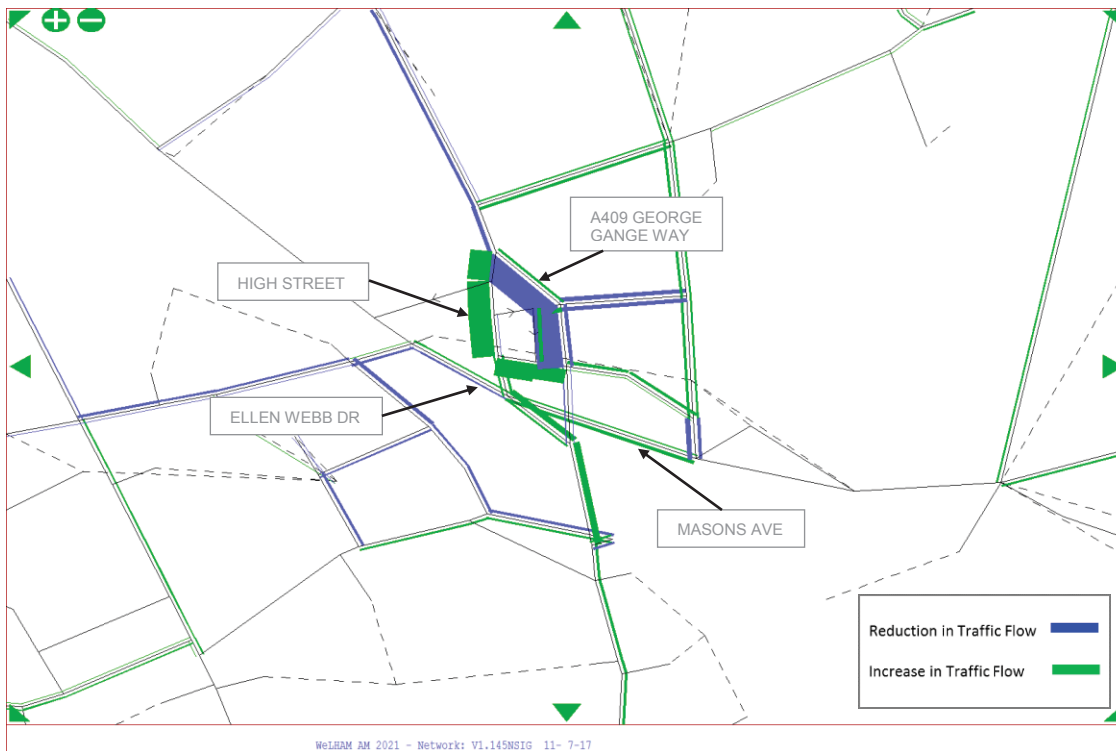 A409 GEORGE
GANGE WAY
HIGH STREET
ELLEN WEBB DR
MASONS AVE
Reduction in Traffic Flow
Increase in Traffic Flow
WeLHAM AM 2021 - Network: V1.145NSIG 11- 7-17